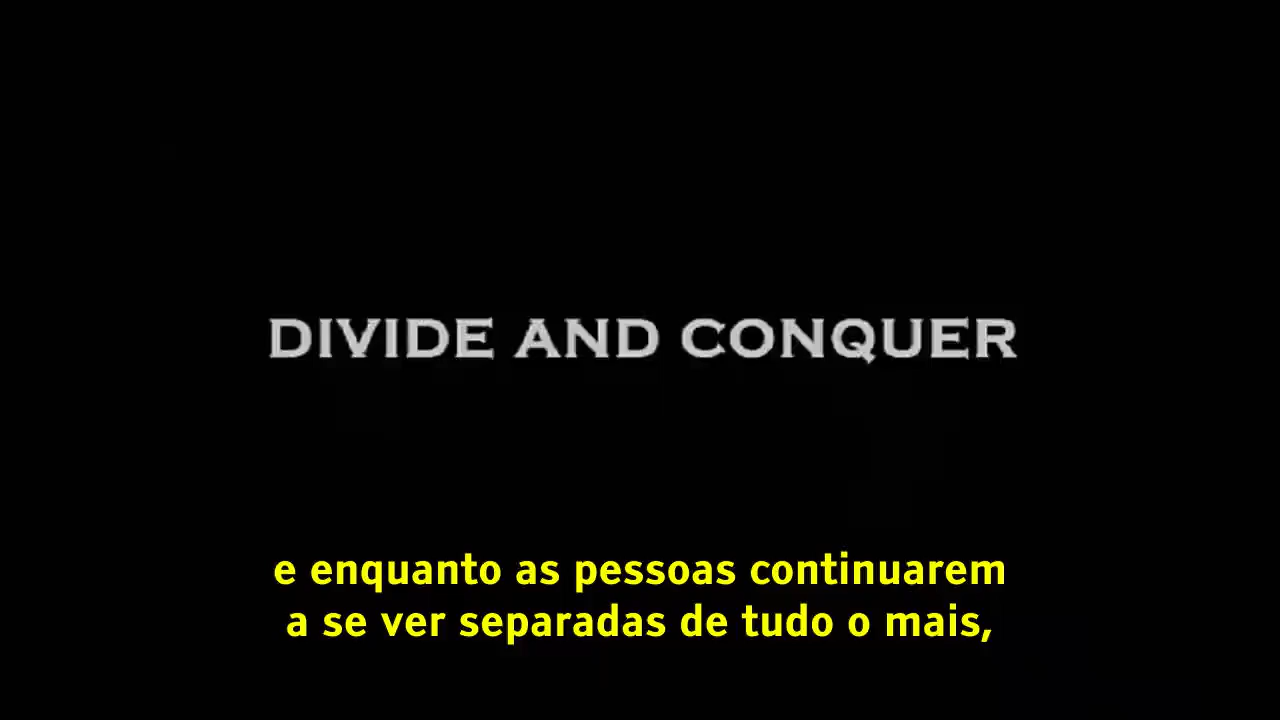 DIVIDE AND CONQUER
e enquanto as pessoas continuarem
a se ver separadas de tudo o mais,